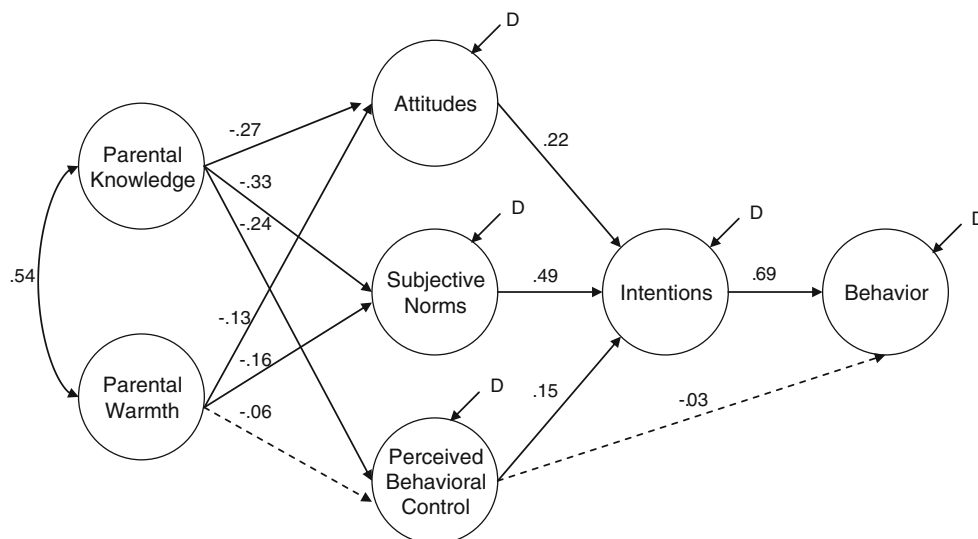 D
Attitudes
-.27
.22
Parental
Knowledge
-.33
D
D
D
-.24
.54
Subjective
Norms
.49
Intentions
.69
Behavior
-.13
-.16
Parental
Warmth
D
.15
-.03
-.06
Perceived
Behavioral
Control